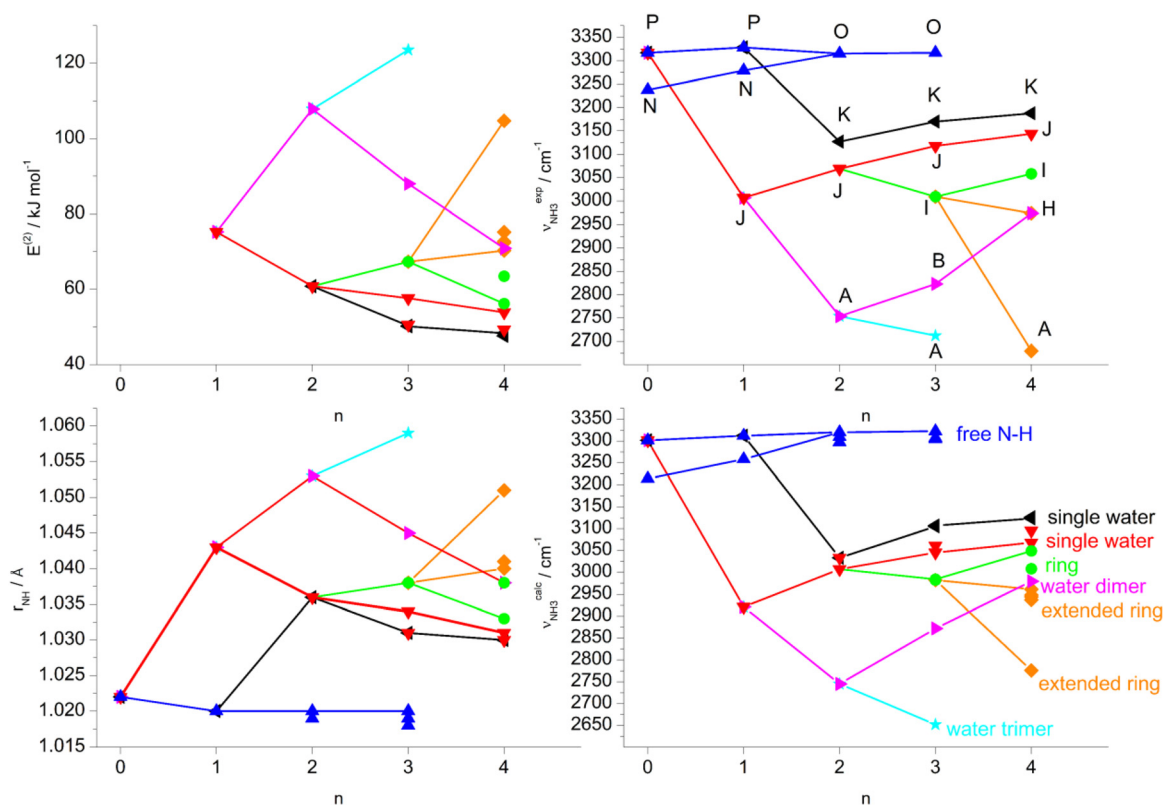 120
100
80
60
40
E(2) / kJ mol-1
0 1 2 3 4
n
3350
3300
3250
3200
3150
3100
3050
3000
2950
2900
2850
2800
2750
2700
νNH3exp / cm-1
P P O O
N N
K K K
J J J J
I I
H
A B
A A
0 1 2 3 4
n
1.060
1.055
1.050
1.045
1.040
1.035
1.030
1.025
1.020
1.015
rNH / Å
0 1 2 3 4
n
3350
3300
3250
3200
3150
3100
3050
3000
2950
2900
2850
2800
2750
2700
2650
νNH3calc / cm-1
free N-H
single water
single water
ring
water dimer
extended ring
extended ring
water trimer
0 1 2 3 4
n